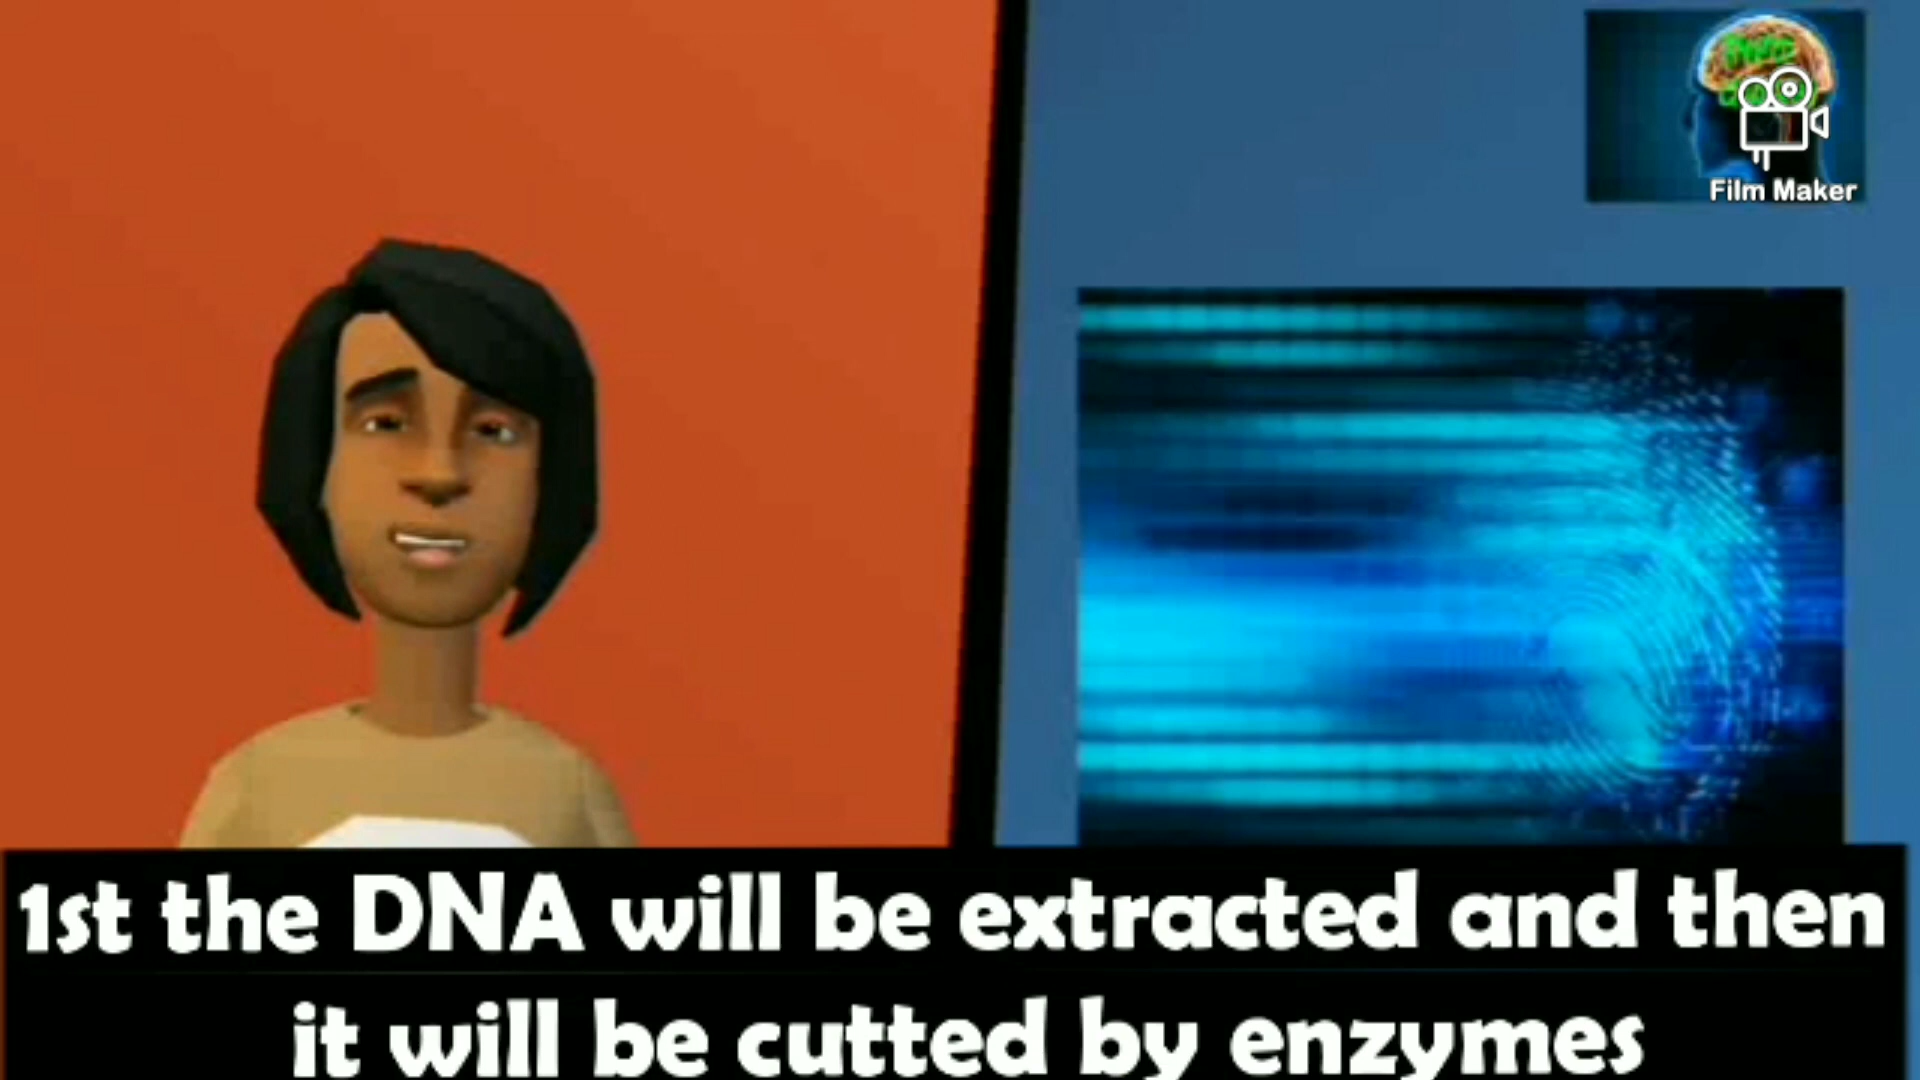 Film Maker
1st the DNA will be extracted and then
it will be cutted by enzymes